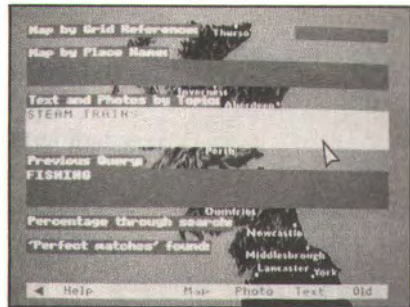 Map by Grid Reference:
Thurso
Map by Place Name:
Inverness
Text and Photos by Topic:
Aberdeen
STEAM TRAINS
Perth
Previous Query:
FISHING
Dumfries
Percentage through search:
Newcastle
'Perfect matches' found:
Middlesbrough
Lancaster York
◄ Help Map Photo Text Old